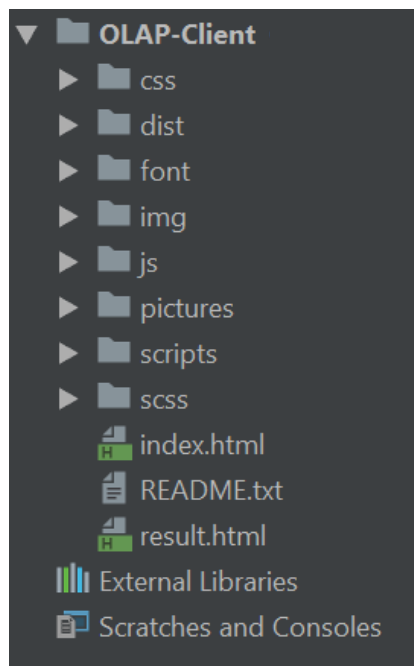 OLAP-Client
css
dist
font
img
js
pictures
scripts
scss
index.html
README.txt
result.html
External Libraries
Scratches and Consoles